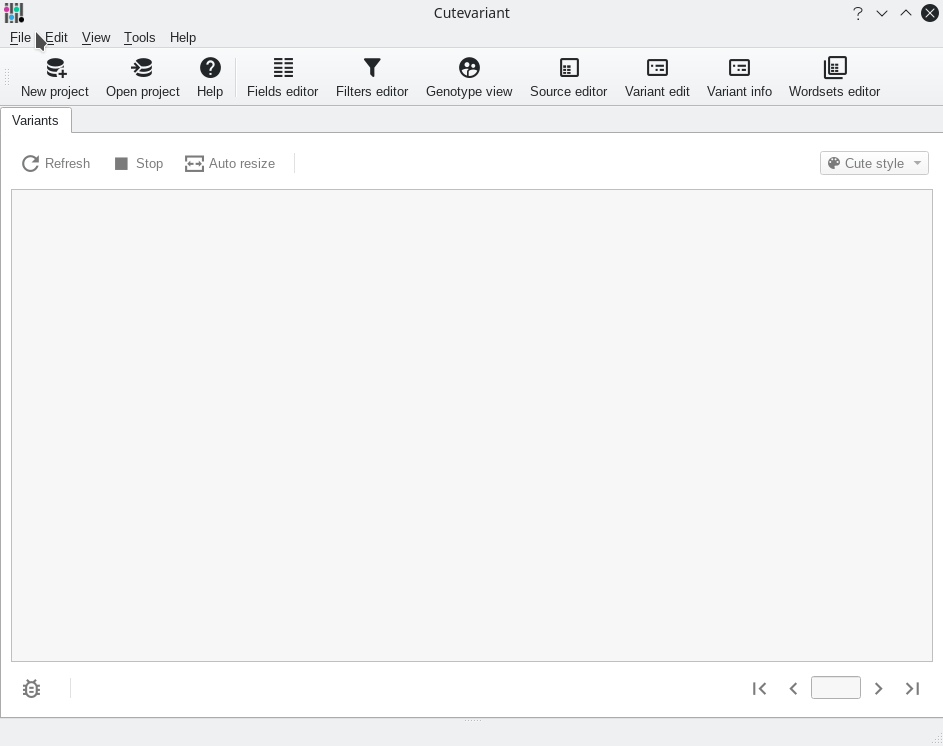 Cutevariant
File Edit View Tools Help
New project Open project Help Fields editor Filters editor Genotype view Source editor Variant edit Variant info Wordsets editor
Variants
Refresh Stop Auto resize Cute style